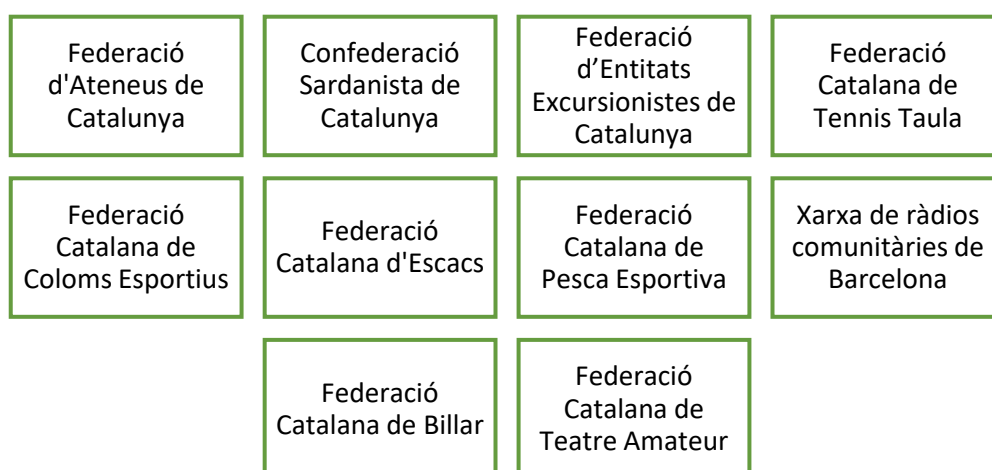 Federació
d'Ateneus de
Catalunya
Confederació
Sardanista de
Catalunya
Federació
d’Entitats
Excursionistes de
Catalunya
Federació
Catalana de
Tennis Taula
Federació
Catalana de
Coloms Esportius
Federació
Catalana d'Escacs
Federació
Catalana de
Pesca Esportiva
Xarxa de ràdios
comunitàries de
Barcelona
Federació
Catalana de Billar
Federació
Catalana de
Teatre Amateur